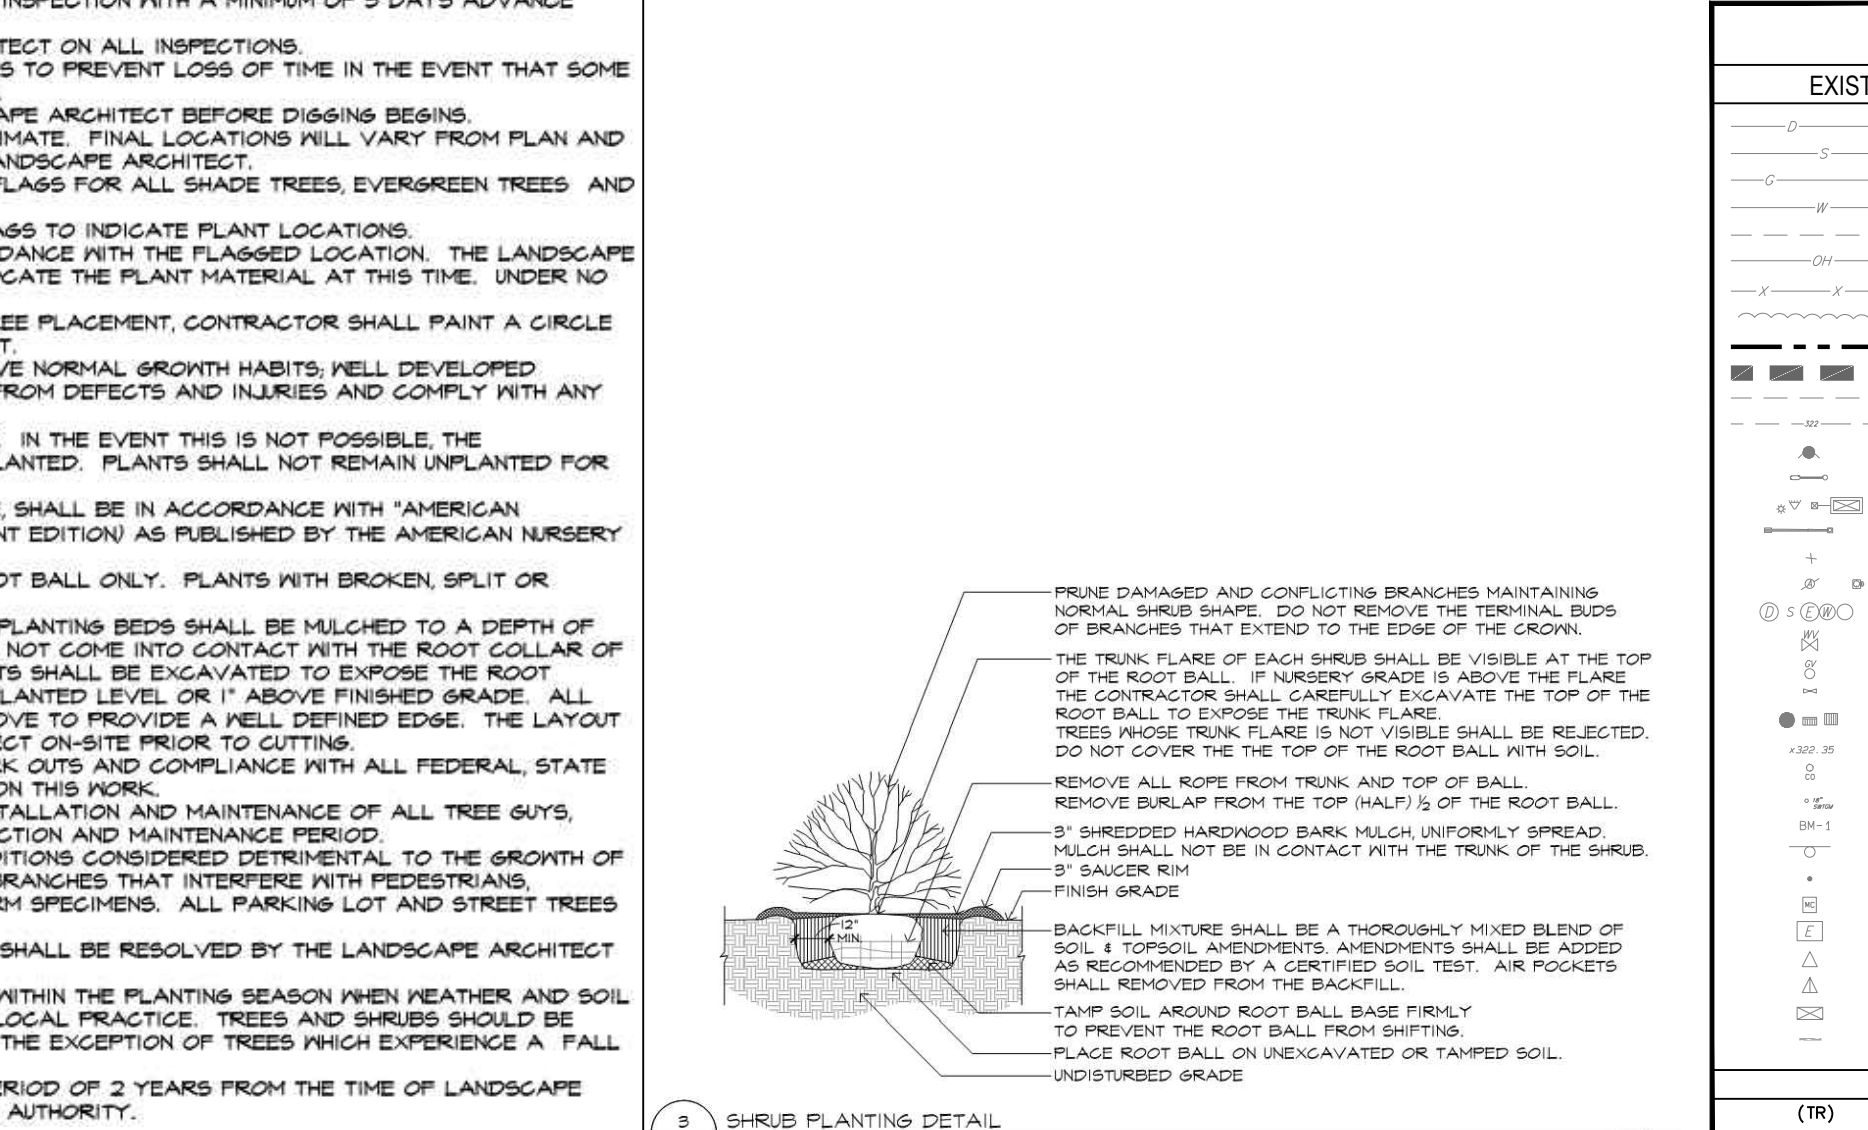 INSPECTION WITH A MINIMUM OF 5 DAYS ADVANCE
TECT ON ALL INSPECTIONS.
S TO PREVENT LOSS OF TIME IN THE EVENT THAT SOME
APE ARCHITECT BEFORE DIGGING BEGINS.
IMATE. FINAL LOCATIONS WILL VARY FROM PLAN AND
ANDSCAPE ARCHITECT.
FLAGS FOR ALL SHADE TREES, EVERGREEN TREES AND
AGS TO INDICATE PLANT LOCATIONS.
DANCE WITH THE FLAGGED LOCATION. THE LANDSCAPE
OCATE THE PLANT MATERIAL AT THIS TIME. UNDER NO
EE PLACEMENT, CONTRACTOR SHALL PAINT A CIRCLE
T.
VE NORMAL GROWTH HABITS; WELL DEVELOPED
FROM DEFECTS AND INJURIES AND COMPLY WITH ANY
. IN THE EVENT THIS IS NOT POSSIBLE, THE
LANTED. PLANTS SHALL NOT REMAIN UNPLANTED FOR
, SHALL BE IN ACCORDANCE WITH "AMERICAN
NT EDITION) AS PUBLISHED BY THE AMERICAN NURSERY
OT BALL ONLY. PLANTS WITH BROKEN, SPLIT OR
PLANTING BEDS SHALL BE MULCHED TO A DEPTH OF
NOT COME INTO CONTACT WITH THE ROOT COLLAR OF
TS SHALL BE EXCAVATED TO EXPOSE THE ROOT
LANTED LEVEL OR 1" ABOVE FINISHED GRADE. ALL
OVE TO PROVIDE A WELL DEFINED EDGE. THE LAYOUT
ECT ON-SITE PRIOR TO CUTTING.
RK OUTS AND COMPLIANCE WITH ALL FEDERAL, STATE
ON THIS WORK.
TALLATION AND MAINTENANCE OF ALL TREE GUYS,
CTION AND MAINTENANCE PERIOD.
DITIONS CONSIDERED DETRIMENTAL TO THE GROWTH OF
BRANCHES THAT INTERFERE WITH PEDESTRIANS,
RM SPECIMENS. ALL PARKING LOT AND STREET TREES
SHALL BE RESOLVED BY THE LANDSCAPE ARCHITECT
WITHIN THE PLANTING SEASON WHEN WEATHER AND SOIL
LOCAL PRACTICE. TREES AND SHRUBS SHOULD BE
THE EXCEPTION OF TREES WHICH EXPERIENCE A FALL
ERIOD OF 2 YEARS FROM THE TIME OF LANDSCAPE
AUTHORITY.
PRUNE DAMAGED AND CONFLICTING BRANCHES MAINTAINING
NORMAL SHRUB SHAPE. DO NOT REMOVE THE TERMINAL BUDS
OF BRANCHES THAT EXTEND TO THE EDGE OF THE CROWN.
THE TRUNK FLARE OF EACH SHRUB SHALL BE VISIBLE AT THE TOP
OF THE ROOT BALL. IF NURSERY GRADE IS ABOVE THE FLARE
THE CONTRACTOR SHALL CAREFULLY EXCAVATE THE TOP OF THE
ROOT BALL TO EXPOSE THE TRUNK FLARE.
TREES WHOSE TRUNK FLARE IS NOT VISIBLE SHALL BE REJECTED.
DO NOT COVER THE THE TOP OF THE ROOT BALL WITH SOIL.
REMOVE ALL ROPE FROM TRUNK AND TOP OF BALL.
REMOVE BURLAP FROM THE TOP (HALF) ½ OF THE ROOT BALL.
3" SHREDDED HARDWOOD BARK MULCH, UNIFORMLY SPREAD.
MULCH SHALL NOT BE IN CONTACT WITH THE TRUNK OF THE SHRUB.
3" SAUCER RIM
FINISH GRADE
12"
MIN.
BACKFILL MIXTURE SHALL BE A THOROUGHLY MIXED BLEND OF
SOIL & TOPSOIL AMENDMENTS. AMENDMENTS SHALL BE ADDED
AS RECOMMENDED BY A CERTIFIED SOIL TEST. AIR POCKETS
SHALL REMOVED FROM THE BACKFILL.
TAMP SOIL AROUND ROOT BALL BASE FIRMLY
TO PREVENT THE ROOT BALL FROM SHIFTING.
PLACE ROOT BALL ON UNEXCAVATED OR TAMPED SOIL.
UNDISTURBED GRADE
3 SHRUB PLANTING DETAIL
EXIST
D
S
G
W
OH
X X
322
A
D S E W
WV
GV
x322.35
CO
18"
BM-1
MC
E
(TR)